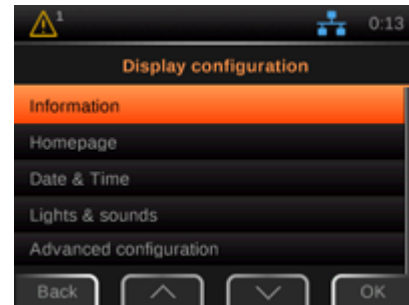 1
0:13
Display configuration
Information
Homepage
Date & Time
Lights & sounds
Advanced configuration
Back
OK